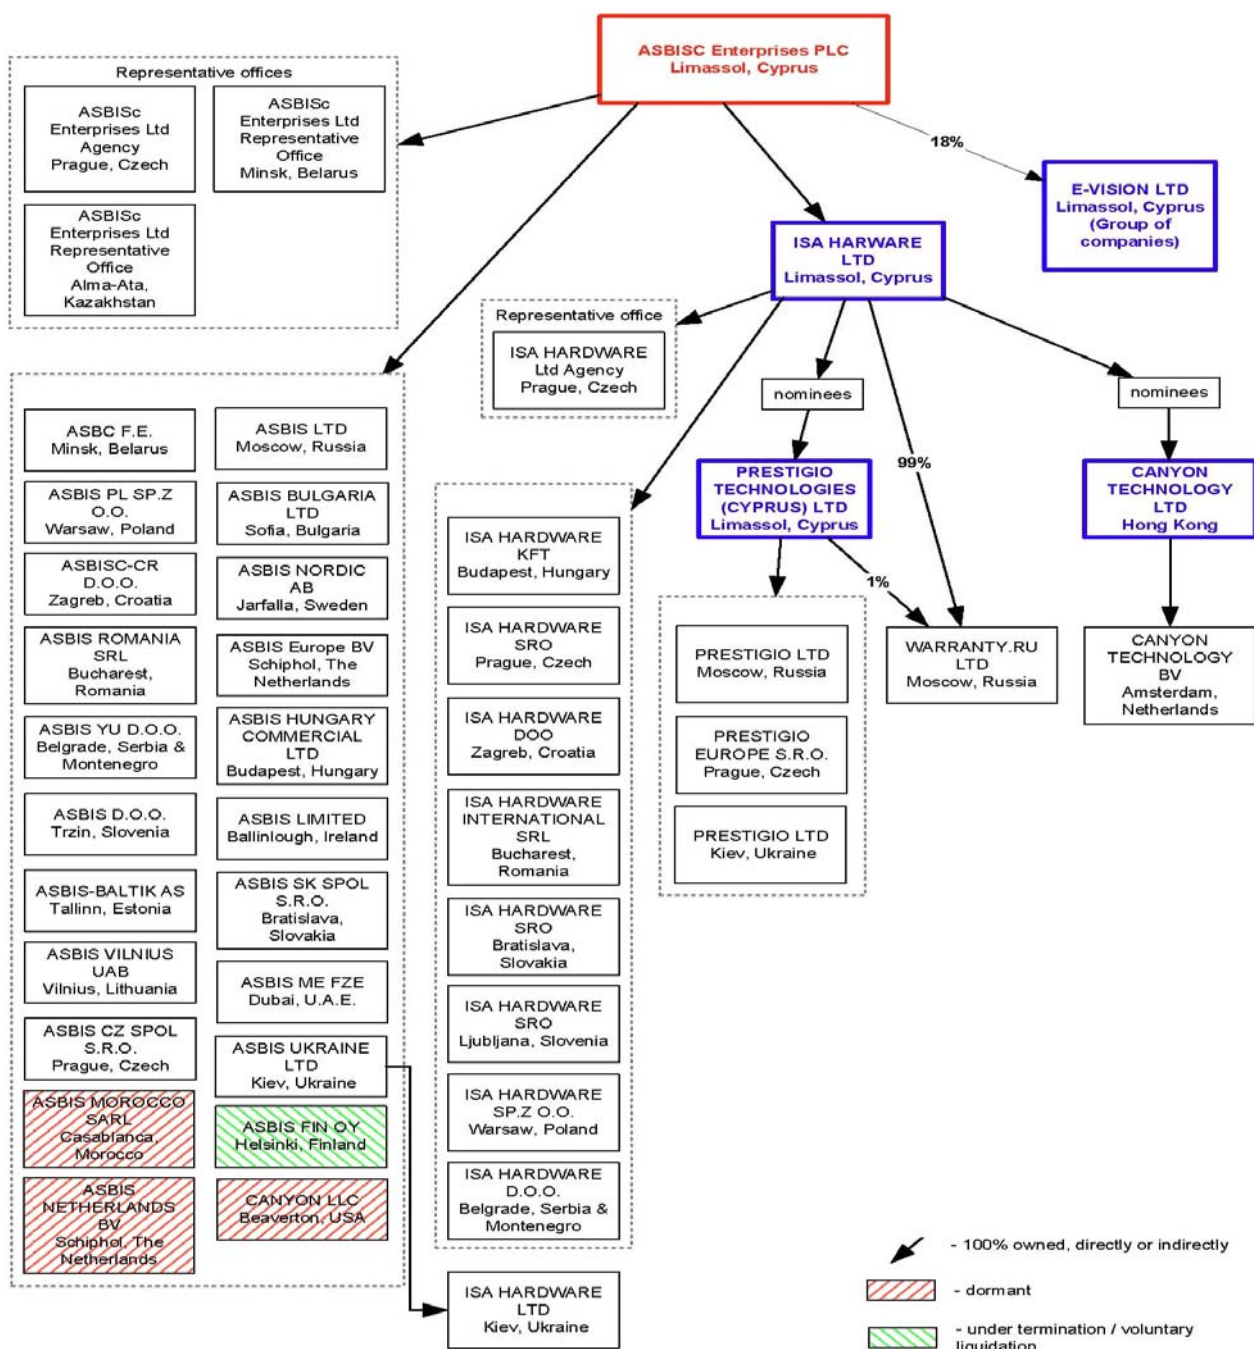 ASBISC Enterprises PLC
Limassol, Cyprus
Representative offices
ASBISc
Enterprises Ltd
Agency
Prague, Czech
ASBISc
Enterprises Ltd
Representative
Office
Minsk, Belarus
ASBISc
Enterprises Ltd
Representative
Office
Alma-Ata,
Kazakhstan
18%
E-VISION LTD
Limassol, Cyprus
(Group of
companies)
ISA HARWARE
LTD
Limassol, Cyprus
Representative office
ISA HARDWARE
Ltd Agency
Prague, Czech
nominees
nominees
99%
PRESTIGIO
TECHNOLOGIES
(CYPRUS) LTD
Limassol, Cyprus
CANYON
TECHNOLOGY
LTD
Hong Kong
1%
PRESTIGIO LTD
Moscow, Russia
PRESTIGIO
EUROPE S.R.O.
Prague, Czech
PRESTIGIO LTD
Kiev, Ukraine
WARRANTY.RU
LTD
Moscow, Russia
CANYON
TECHNOLOGY
BV
Amsterdam,
Netherlands
ASBC F.E.
Minsk, Belarus
ASBIS PL SP.Z
O.O.
Warsaw, Poland
ASBISC-CR
D.O.O.
Zagreb, Croatia
ASBIS ROMANIA
SRL
Bucharest,
Romania
ASBIS YU D.O.O.
Belgrade, Serbia &
Montenegro
ASBIS D.O.O.
Trzin, Slovenia
ASBIS-BALTIK AS
Tallinn, Estonia
ASBIS VILNIUS
UAB
Vilnius, Lithuania
ASBIS CZ SPOL
S.R.O.
Prague, Czech
ASBIS MOROCCO
SARL
Casablanca,
Morocco
ASBIS
NETHERLANDS
BV
Schiphol, The
Netherlands
ASBIS LTD
Moscow, Russia
ASBIS BULGARIA
LTD
Sofia, Bulgaria
ASBIS NORDIC
AB
Jarfalla, Sweden
ASBIS Europe BV
Schiphol, The
Netherlands
ASBIS HUNGARY
COMMERCIAL
LTD
Budapest, Hungary
ASBIS LIMITED
Ballinlough, Ireland
ASBIS SK SPOL
S.R.O.
Bratislava,
Slovakia
ASBIS ME FZE
Dubai, U.A.E.
ASBIS UKRAINE
LTD
Kiev, Ukraine
ASBIS FIN OY
Helsinki, Finland
CANYON LLC
Beaverton, USA
ISA HARDWARE
KFT
Budapest, Hungary
ISA HARDWARE
SRO
Prague, Czech
ISA HARDWARE
DOO
Zagreb, Croatia
ISA HARDWARE
INTERNATIONAL
SRL
Bucharest,
Romania
ISA HARDWARE
SRO
Bratislava,
Slovakia
ISA HARDWARE
SRO
Ljubljana, Slovenia
ISA HARDWARE
SP.Z O.O.
Warsaw, Poland
ISA HARDWARE
D.O.O.
Belgrade, Serbia &
Montenegro
ISA HARDWARE
LTD
Kiev, Ukraine
- 100% owned, directly or indirectly
- dormant
- under termination / voluntary
liquidation